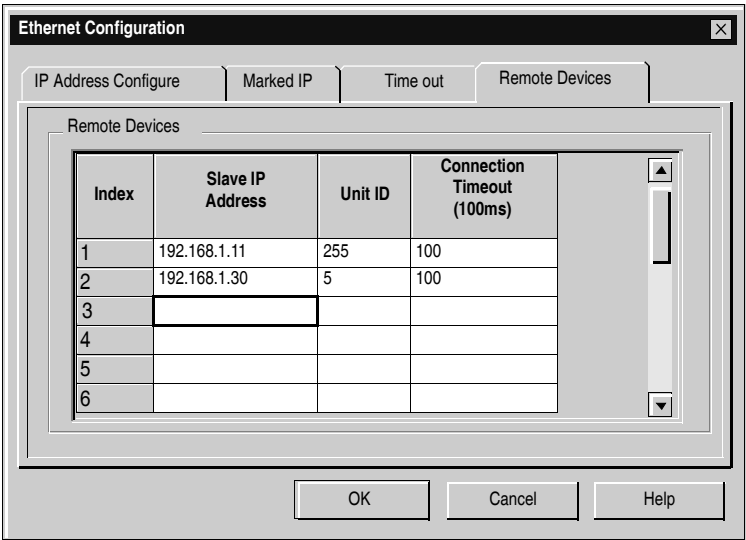 Ethernet Configuration
IP Address Configure Marked IP Time out Remote Devices
Remote Devices
Index Slave IP Address Unit ID Connection Timeout (100ms)
1 192.168.1.11 255 100
2 192.168.1.30 5 100
3
4
5
6
OK Cancel Help